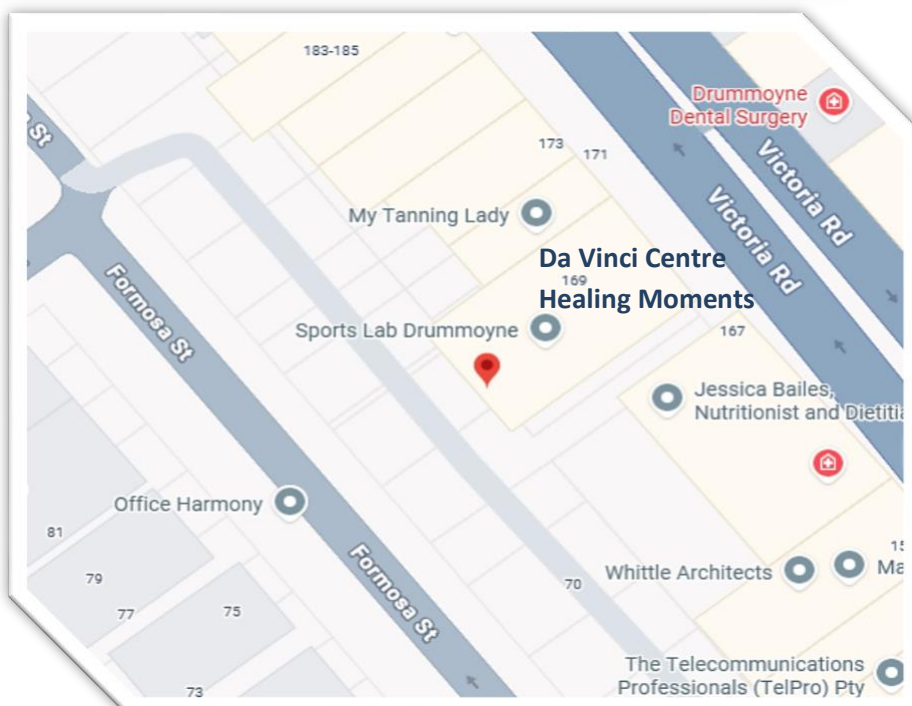 183-185
Drummoyne
Dental Surgery
St
173
171
Victoria Rd
Victoria Rd
My Tanning Lady
Da Vinci Centre
169
Healing Moments
Sports Lab Drummoyne
167
Formosa St
Jessica Bailes,
Nutritionist and
Office Harmony
81
79
77
75
73
Formosa St
70
Whittle Architects
The Telecommunications
Professionals (TelPro) Pty